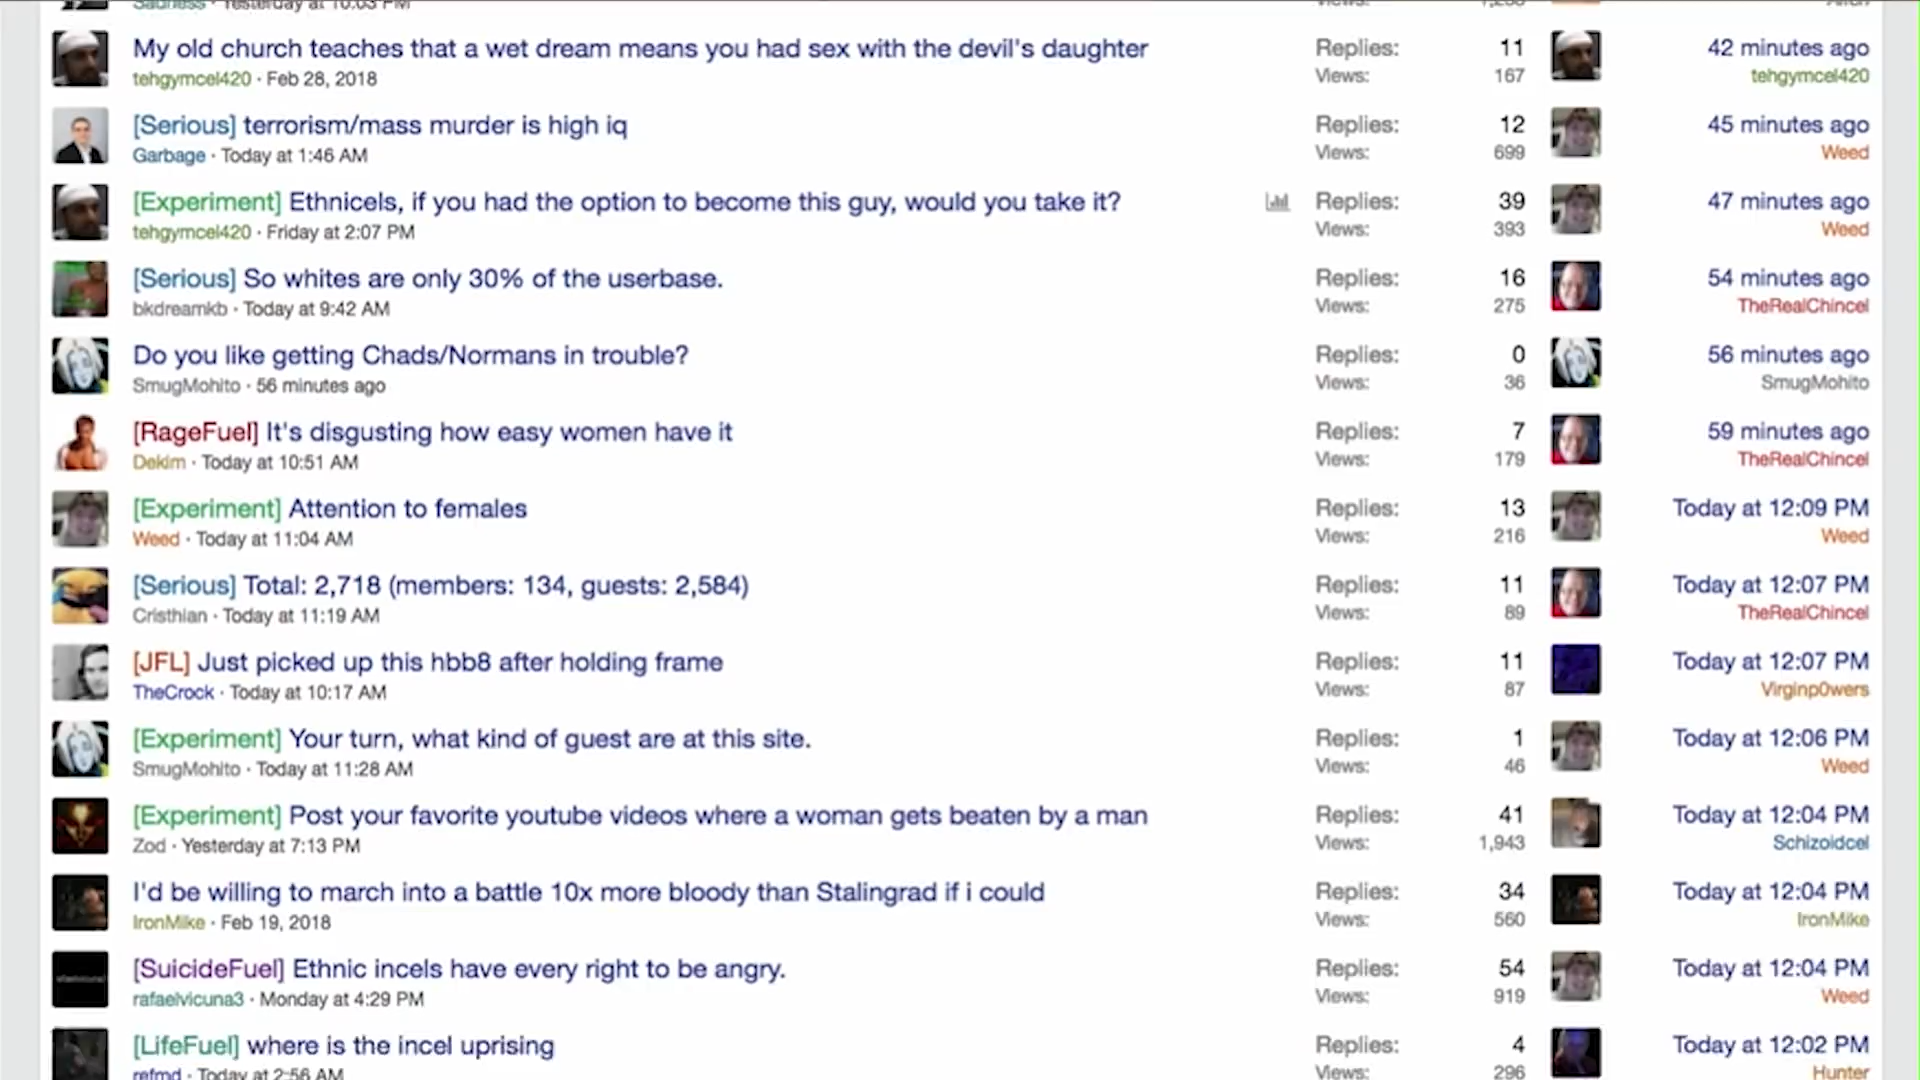 Sadness · Yesterday at 10:03 PM
My old church teaches that a wet dream means you had sex with the devil's daughter
tehgymcel420 · Feb 28, 2018
Replies: 11
Views: 167
42 minutes ago
tehgymcel420
[Serious] terrorism/mass murder is high iq
Garbage · Today at 1:46 AM
Replies: 12
Views: 699
45 minutes ago
Weed
[Experiment] Ethnicels, if you had the option to become this guy, would you take it?
tehgymcel420 · Friday at 2:07 PM
Replies: 39
Views: 393
47 minutes ago
Weed
[Serious] So whites are only 30% of the userbase.
bkdreamkb · Today at 9:42 AM
Replies: 16
Views: 275
54 minutes ago
TheRealChincel
Do you like getting Chads/Normans in trouble?
SmugMohito · 56 minutes ago
Replies: 0
Views: 36
56 minutes ago
SmugMohito
[RageFuel] It's disgusting how easy women have it
Dekim · Today at 10:51 AM
Replies: 7
Views: 179
59 minutes ago
TheRealChincel
[Experiment] Attention to females
Weed · Today at 11:04 AM
Replies: 13
Views: 216
Today at 12:09 PM
Weed
[Serious] Total: 2,718 (members: 134, guests: 2,584)
Cristhian · Today at 11:19 AM
Replies: 11
Views: 89
Today at 12:07 PM
TheRealChincel
[JFL] Just picked up this hbb8 after holding frame
TheCrock · Today at 10:17 AM
Replies: 11
Views: 87
Today at 12:07 PM
Virginp0wers
[Experiment] Your turn, what kind of guest are at this site.
SmugMohito · Today at 11:28 AM
Replies: 1
Views: 46
Today at 12:06 PM
Weed
[Experiment] Post your favorite youtube videos where a woman gets beaten by a man
Zod · Yesterday at 7:13 PM
Replies: 41
Views: 1,943
Today at 12:04 PM
Schizoidcel
I'd be willing to march into a battle 10x more bloody than Stalingrad if i could
IronMike · Feb 19, 2018
Replies: 34
Views: 560
Today at 12:04 PM
IronMike
[SuicideFuel] Ethnic incels have every right to be angry.
rafaelvicuna3 · Monday at 4:29 PM
Replies: 54
Views: 919
Today at 12:04 PM
Weed
[LifeFuel] where is the incel uprising
refmd · Today at 2:56 AM
Replies: 4
Views: 296
Today at 12:02 PM
Hunter